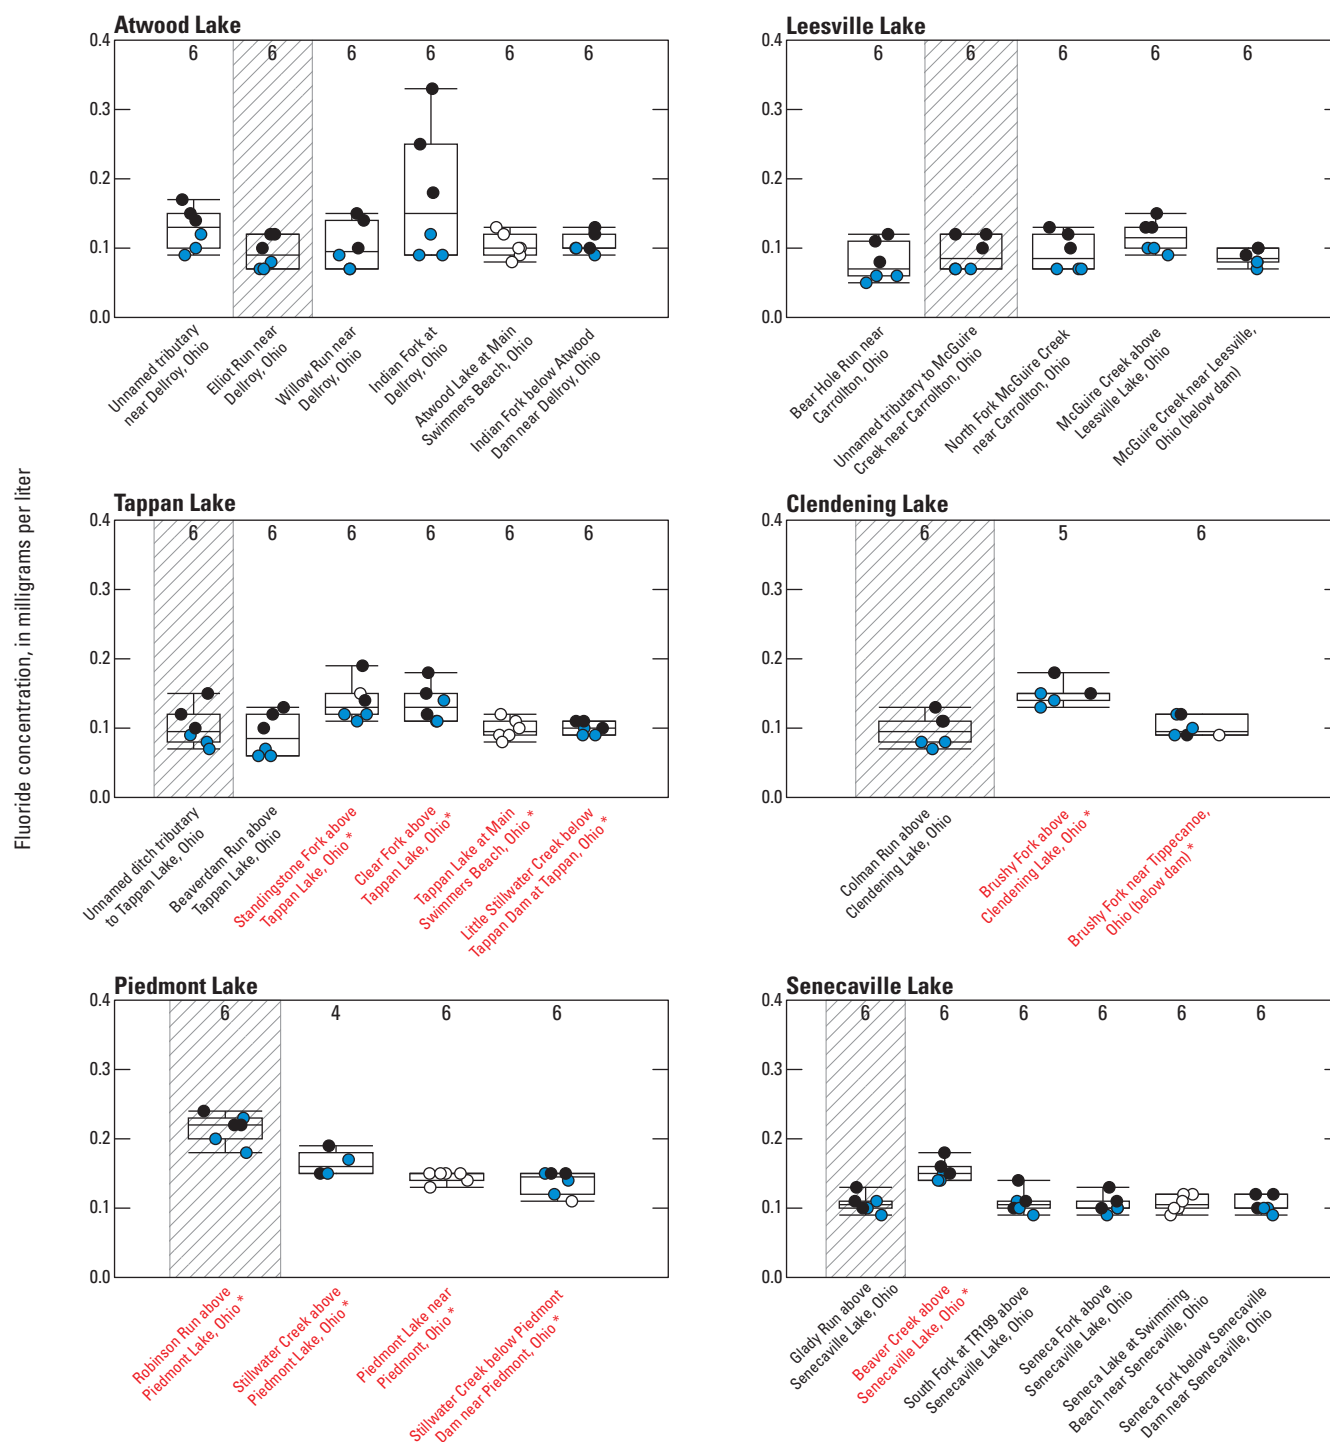 Fluoride concentration, in milligrams per liter
Atwood Lake
0.4
0.3
0.2
0.1
0.0
6 6 6 6 6 6
Unnamed tributary
near Dellroy, Ohio
Elliot Run near
Dellroy, Ohio
Willow Run near
Delroy, Ohio
Indian Fork at
Dellroy, Ohio
Atwood Lake at Main
Swimmers Beach, Ohio
Indian Fork below Atwood
Dam near Dellroy, Ohio
Leesville Lake
0.4
0.3
0.2
0.1
0.0
6 6 6 6 6
Bear Hole Run near
Carrollton, Ohio
Unnamed tributary to McGuire
Creek near Carrollton, Ohio
North Fork McGuire Creek
near Carrollton, Ohio
McGuire Creek above
Leesville Lake, Ohio
McGuire Creek near Leesville,
Ohio (below dam)
Tappan Lake
0.4
0.3
0.2
0.1
0.0
6 6 6 6 6 6
Unnamed ditch tributary
to Tappan Lake, Ohio
Beaverdam Run above
Tappan Lake, Ohio
Standingstone Fork above
Tappan Lake, Ohio *
Clear Fork above
Tappan Lake, Ohio*
Tappan Lake at Main
Swimmers Beach, Ohio *
Little Stillwater Creek below
Tappan Dam at Tappan, Ohio *
Clendening Lake
0.4
0.3
0.2
0.1
0.0
6 5 6
Colman Run above
Clendening Lake, Ohio
Brushy Fork above
Clendening Lake, Ohio *
Brushy Fork near Tippecanoe,
Ohio (below dam) *
Piedmont Lake
0.4
0.3
0.2
0.1
0.0
6 4 6 6
Robinson Run above
Piedmont Lake, Ohio *
Stillwater Creek above
Piedmont Lake, Ohio *
Piedmont Lake near
Piedmont, Ohio *
Stillwater Creek below Piedmont
Dam near Piedmont, Ohio *
Senecaville Lake
0.4
0.3
0.2
0.1
0.0
6 6 6 6 6 6
Glady Run above
Senecaville Lake, Ohio
Beaver Creek above
Senecaville Lake, Ohio *
South Fork at TR199 above
Senecaville Lake, Ohio
Seneca Fork above
Senecaville Lake, Ohio
Seneca Lake at Swimming
Beach near Senecaville, Ohio
Seneca Fork below Senecaville
Dam near Senecaville, Ohio